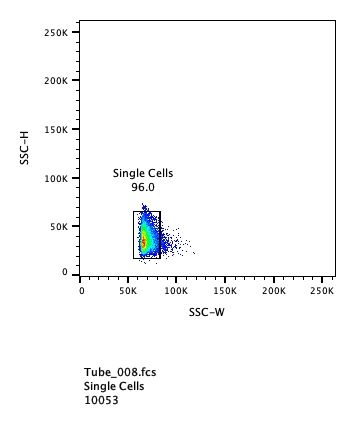 250K
200K
150K
100K
50K
0
SSC-H
Single Cells
96.0
0 50K 100K 150K 200K 250K
SSC-W
Tube_008.fcs
Single Cells
10053